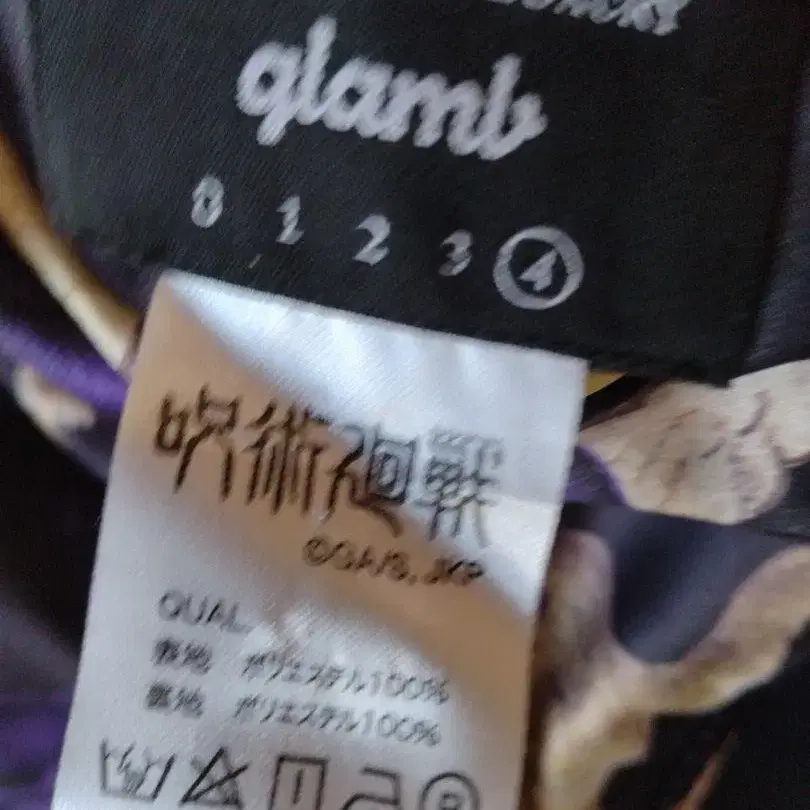 glamb
0 1 2 3 4
呪術廻戦
©GA/S, JKP
QUAL
表地 ポリエステル100%
裏地 ポリエステル100%